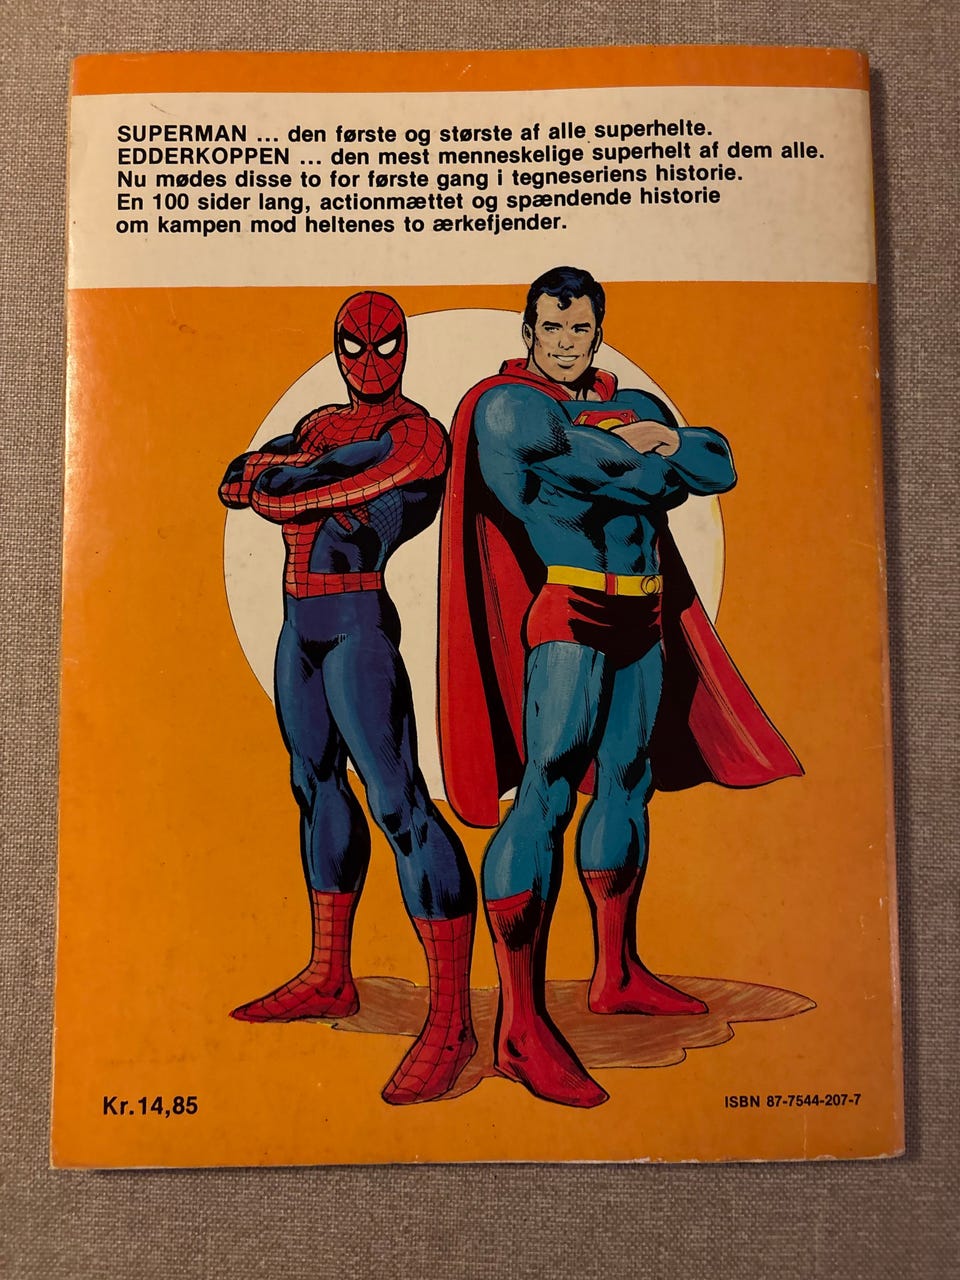 SUPERMAN ... den første og største af alle superhelte.
EDDERKOPPEN ... den mest menneskelige superhelt af dem alle.
Nu mødes disse to for første gang i tegneseriens historie.
En 100 sider lang, actionmættet og spændende historie
om kampen mod heltenes to ærkefjender.
Kr.14,85
ISBN 87-7544-207-7